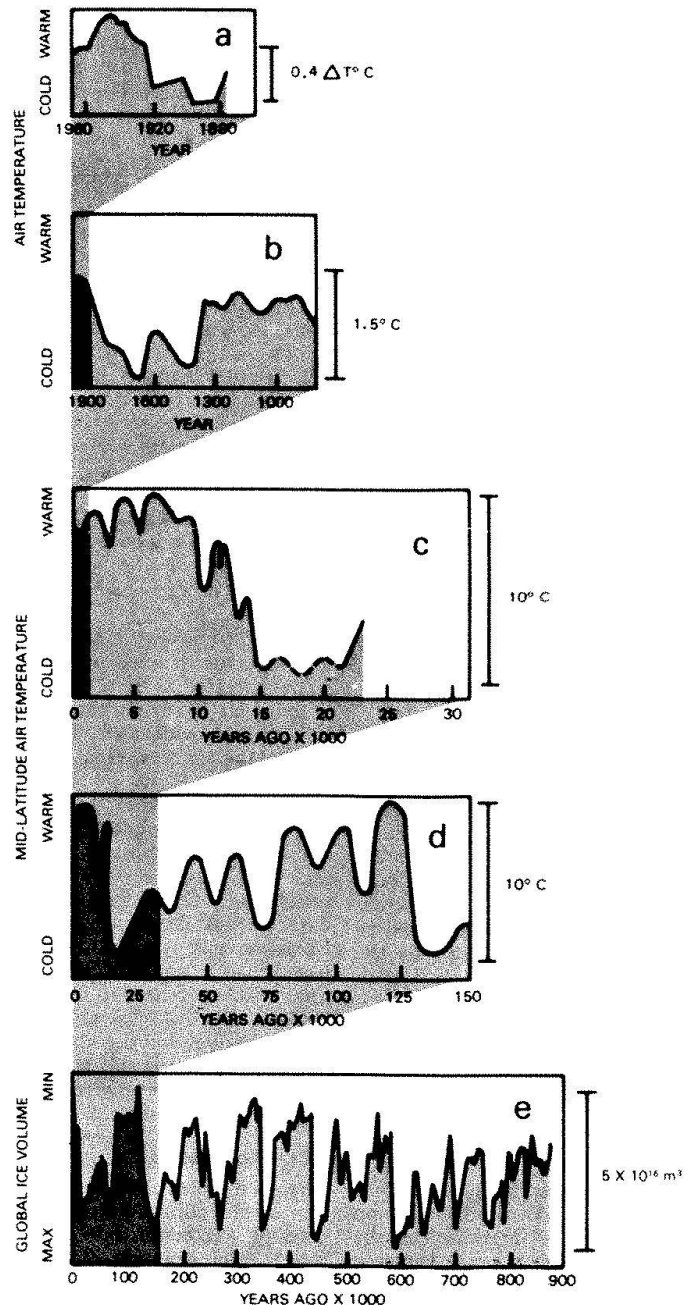 AIR TEMPERATURE
WARM
COLD
a
0.4 Δ T° C
1960 1920 1880
YEAR
WARM
COLD
b
1.5° C
1900 1600 1300 1000
YEAR
MID-LATITUDE AIR TEMPERATURE
WARM
COLD
c
10° C
0 5 10 15 20 25 30
YEARS AGO X 1000
WARM
COLD
d
10° C
0 25 50 75 100 125 150
YEARS AGO X 1000
GLOBAL ICE VOLUME
MIN
MAX
e
5 X 10¹⁶ m³
0 100 200 300 400 500 600 700 800 900
YEARS AGO X 1000